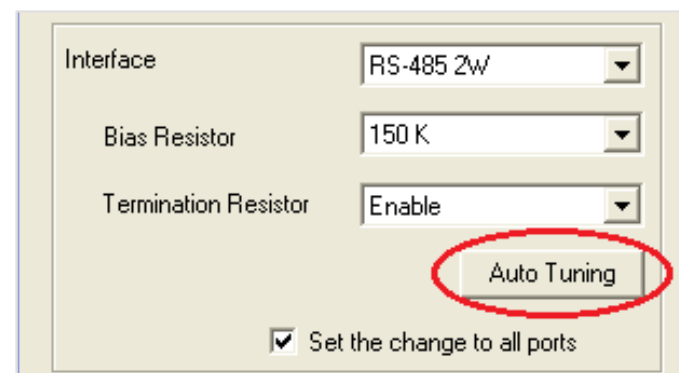 Interface RS-485 2W
Bias Resistor 150 K
Termination Resistor Enable
Auto Tuning
Set the change to all ports